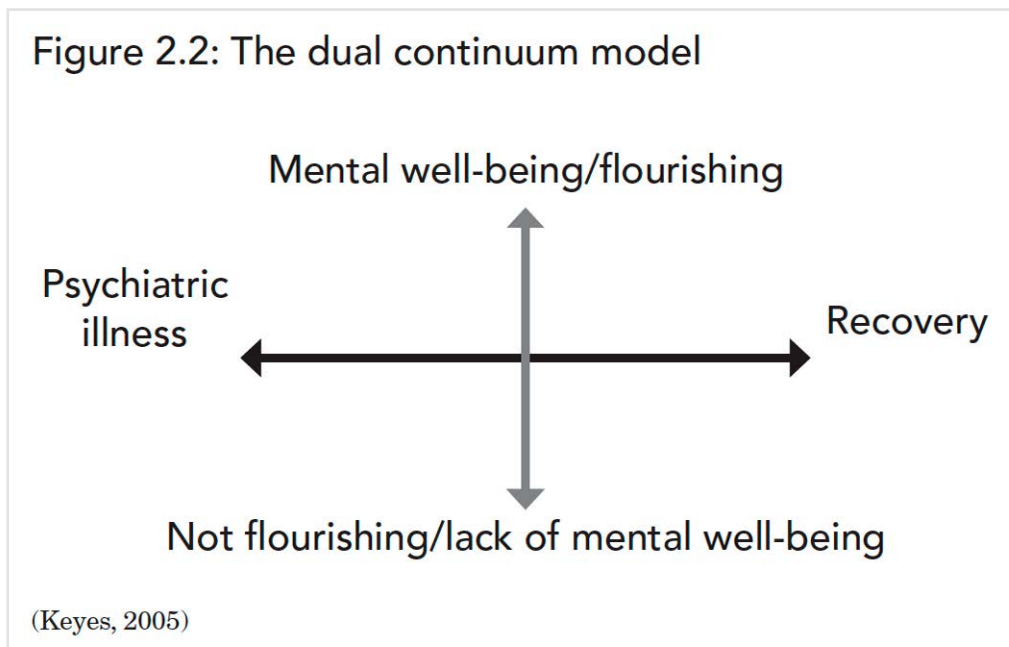 Figure 2.2: The dual continuum model
Mental well-being/flourishing
Psychiatric
illness
Recovery
Not flourishing/lack of mental well-being
(Keyes, 2005)